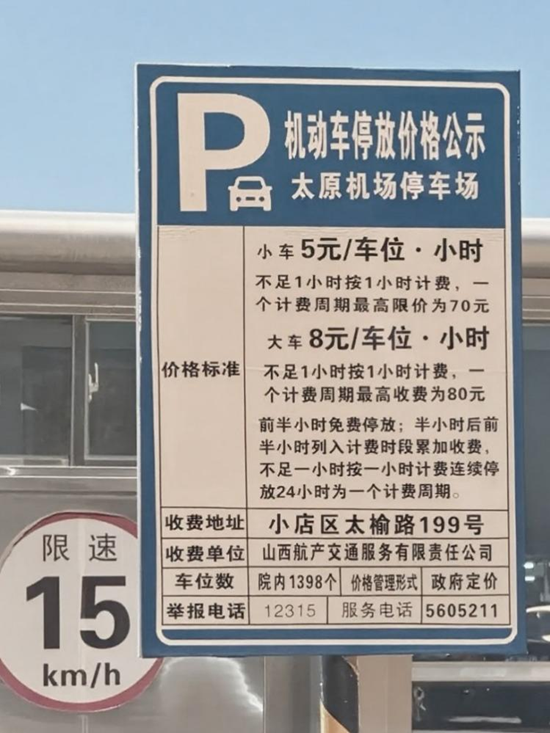 P
机动车停放价格公示
太原机场停车场
价格标准
小车 5元/车位·小时
不足1小时按1小时计费，一
个计费周期最高限价为70元
大车 8元/车位·小时
不足1小时按1小时计费，一
个计费周期最高收费为80元
前半小时免费停放；半小时后前
半小时列入计费时段累加收费，
不足一小时按一小时计费连续停
放24小时为一个计费周期。
收费地址 小店区太榆路199号
收费单位 山西航产交通服务有限责任公司
车位数 院内1398个 价格管理形式 政府定价
举报电话 12315 服务电话 5605211
限速
15
km/h